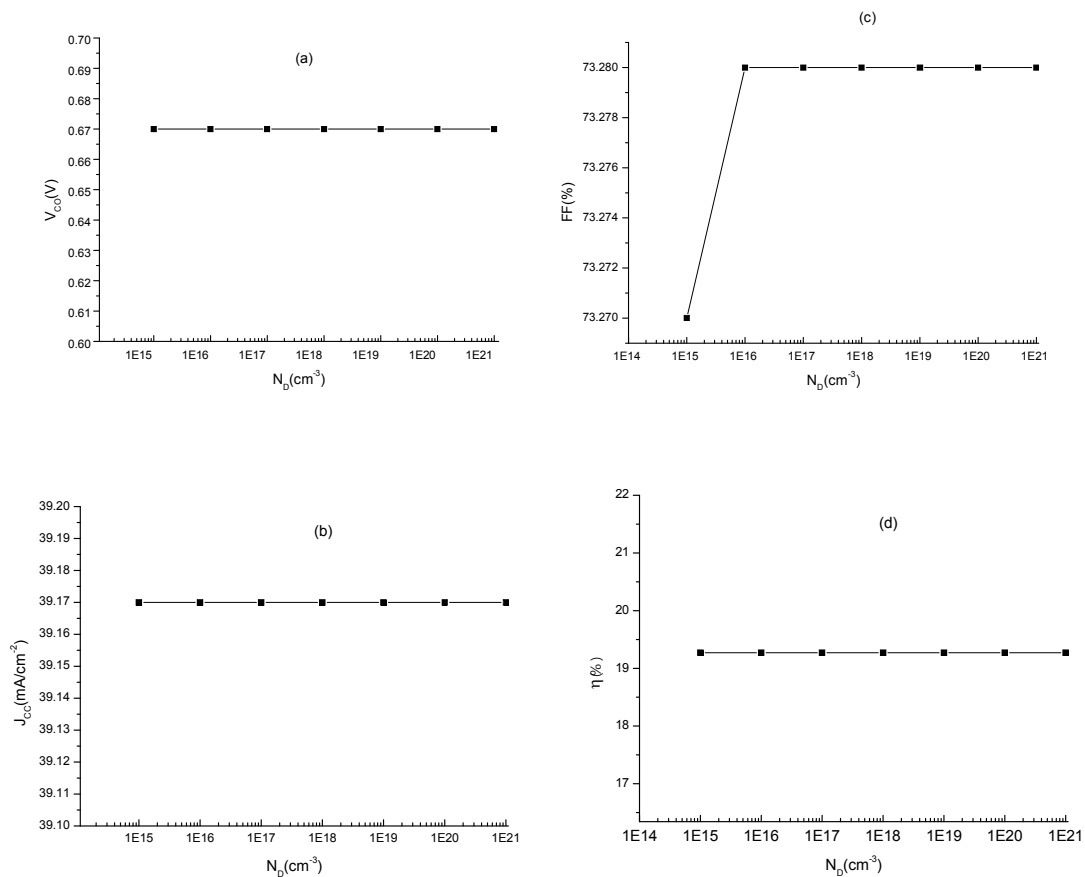 (a)
0.70
0.69
0.68
0.67
0.66
0.65
0.64
0.63
0.62
0.61
0.60
V_CO(V)
1E15 1E16 1E17 1E18 1E19 1E20 1E21
N_D(cm⁻³)
(c)
73.280
73.278
73.276
73.274
73.272
73.270
FF(%)
1E14 1E15 1E16 1E17 1E18 1E19 1E20 1E21
N_D(cm⁻³)
(b)
39.20
39.19
39.18
39.17
39.16
39.15
39.14
39.13
39.12
39.11
39.10
J_CC(mA/cm⁻²)
1E15 1E16 1E17 1E18 1E19 1E20 1E21
N_D(cm⁻³)
(d)
22
21
20
19
18
17
η(%)
1E14 1E15 1E16 1E17 1E18 1E19 1E20 1E21
N_D(cm⁻³)